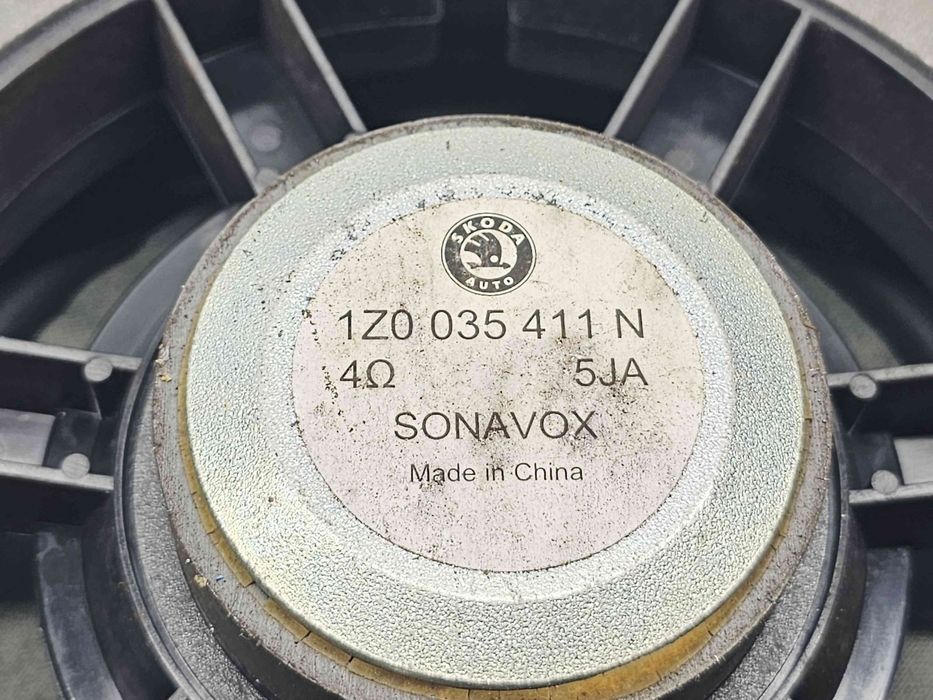 SKODA
AUTO
1Z0 035 411 N
4Ω 5JA
SONAVOX
Made in China